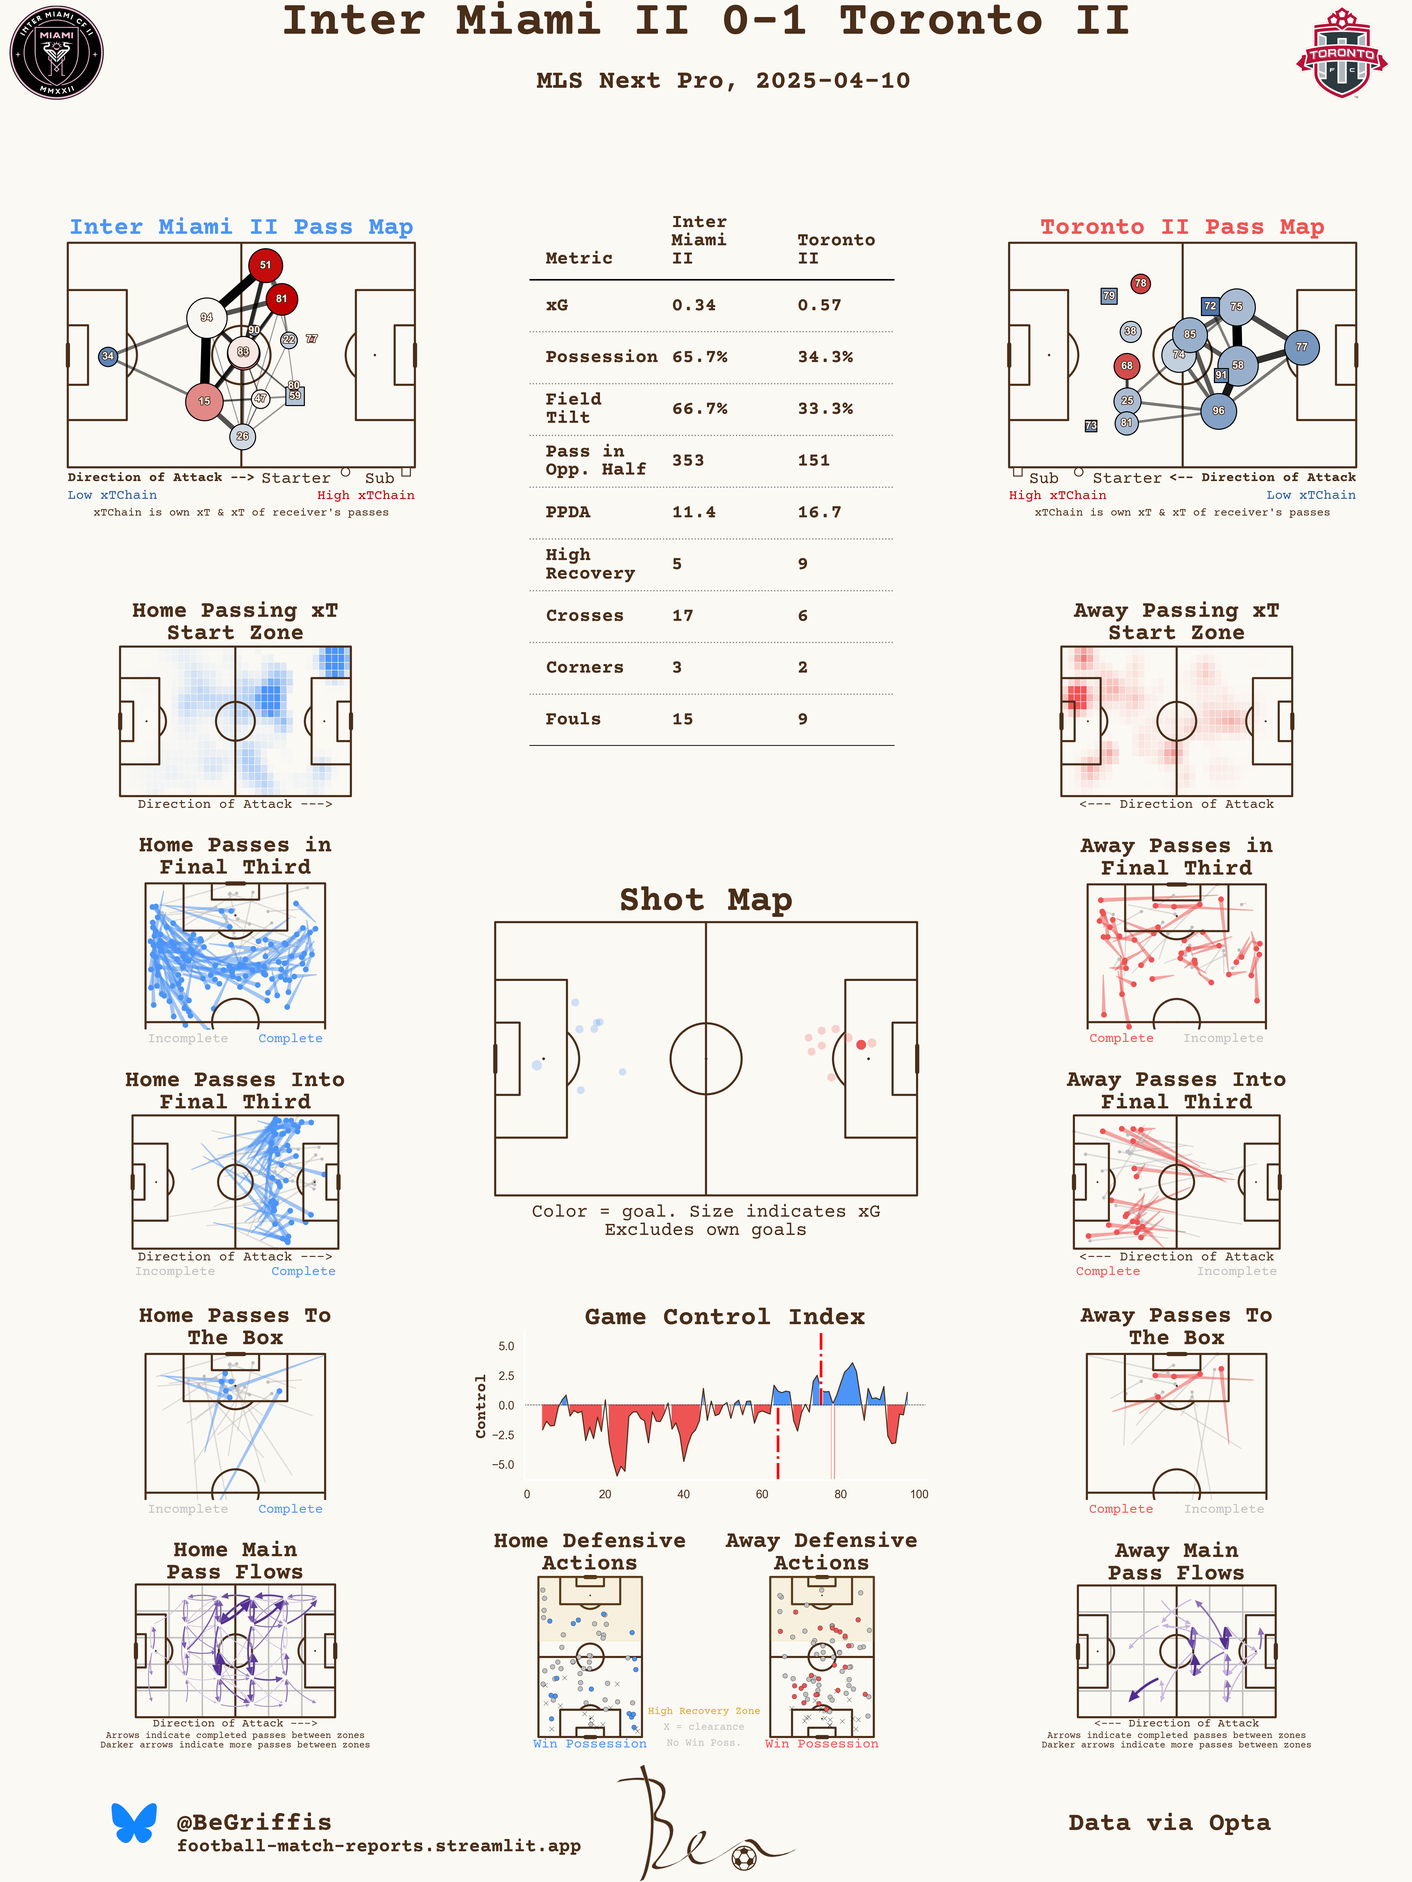 Inter Miami II 0-1 Toronto II
MLS Next Pro, 2025-04-10
INTER MIAMI CF II
MIAMI
MMXXII
TORONTO
F C
Inter Miami II Pass Map
51
81
94
90
22
77
34
83
80
59
15
47
26
Direction of Attack --> Starter Sub
Low xTChain High xTChain
xTChain is own xT & xT of receiver's passes
Metric Inter Miami II Toronto II
xG 0.34 0.57
Possession 65.7% 34.3%
Field Tilt 66.7% 33.3%
Pass in Opp. Half 353 151
PPDA 11.4 16.7
High Recovery 5 9
Crosses 17 6
Corners 3 2
Fouls 15 9
Toronto II Pass Map
78
79
72
75
38
85
77
74
68
58
91
25
96
81
73
Sub Starter <-- Direction of Attack
High xTChain Low xTChain
xTChain is own xT & xT of receiver's passes
Home Passing xT
Start Zone
Direction of Attack --->
Away Passing xT
Start Zone
<--- Direction of Attack
Home Passes in
Final Third
Incomplete Complete
Shot Map
Color = goal. Size indicates xG
Excludes own goals
Away Passes in
Final Third
Complete Incomplete
Home Passes Into
Final Third
Direction of Attack --->
Incomplete Complete
Away Passes Into
Final Third
<--- Direction of Attack
Complete Incomplete
Home Passes To
The Box
Incomplete Complete
Game Control Index
Control
5.0
2.5
0.0
−2.5
−5.0
0 20 40 60 80 100
Away Passes To
The Box
Complete Incomplete
Home Main
Pass Flows
Direction of Attack --->
Arrows indicate completed passes between zones
Darker arrows indicate more passes between zones
Home Defensive
Actions
Win Possession
High Recovery Zone
X = clearance
No Win Poss.
Away Defensive
Actions
Win Possession
Away Main
Pass Flows
<--- Direction of Attack
Arrows indicate completed passes between zones
Darker arrows indicate more passes between zones
@BeGriffis
football-match-reports.streamlit.app
Ben
Data via Opta